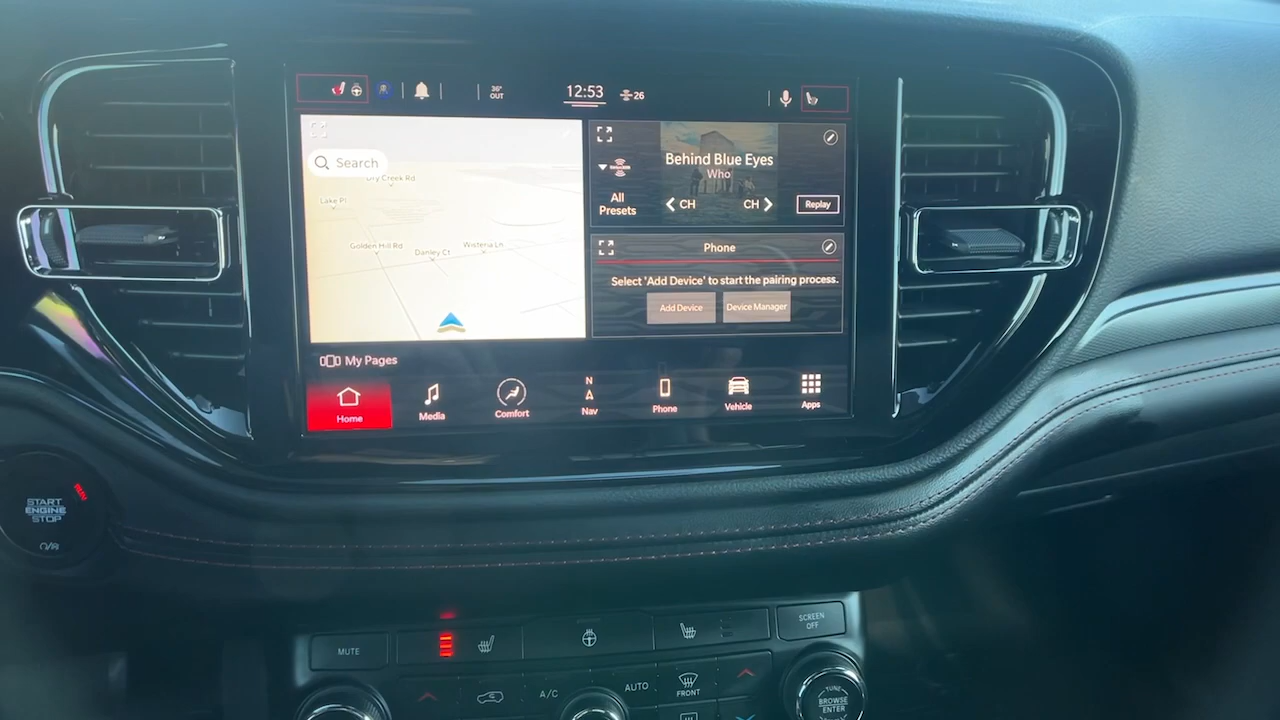 36°
OUT
12:53
26
Search
Dry Creek Rd
Lake Pl
Golden Hill Rd
Danley Ct
Wisteria Ln
Behind Blue Eyes
Who
All
Presets
CH
CH
Replay
Phone
Select 'Add Device' to start the pairing process.
Add Device
Device Manager
My Pages
Home
Media
Comfort
N
Nav
Phone
Vehicle
Apps
RUN
START
ENGINE
STOP
MUTE
SCREEN
OFF
A/C
AUTO
FRONT
TUNE
BROWSE
ENTER